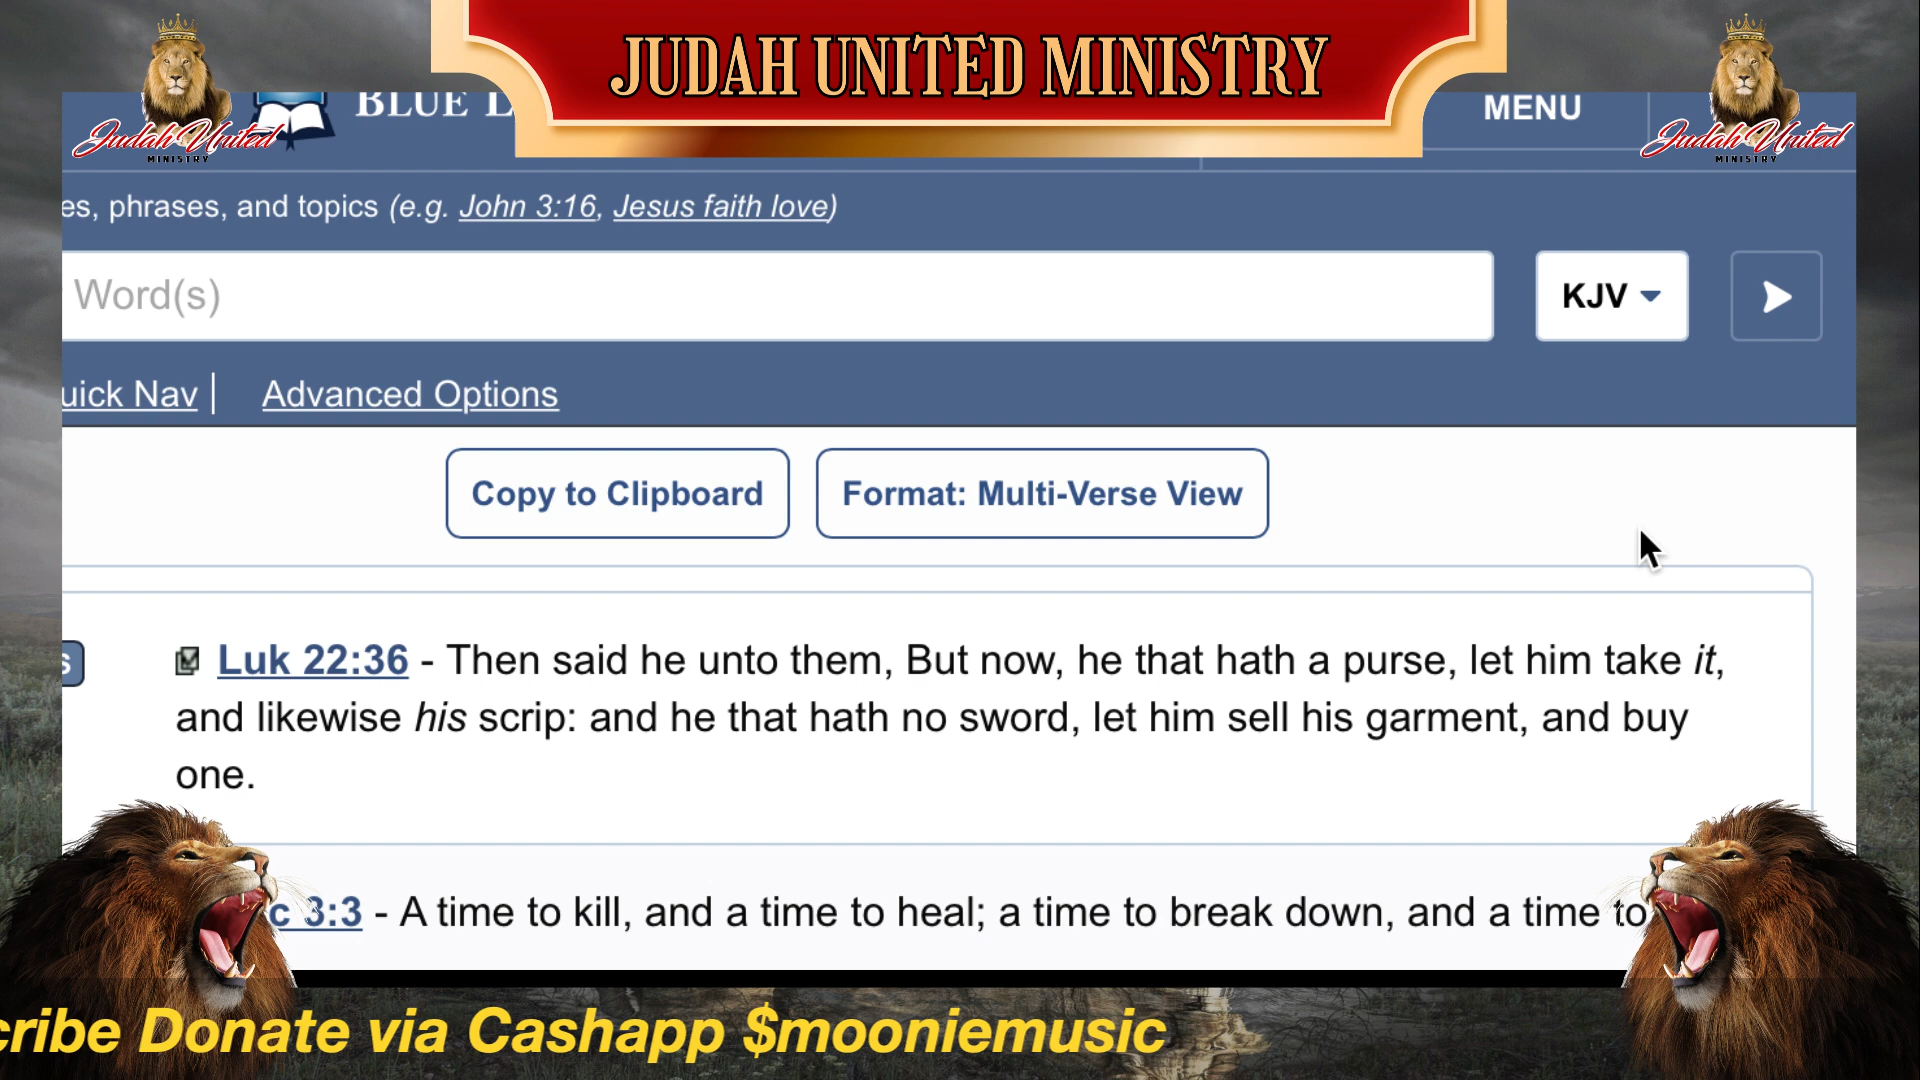 JUDAH UNITED MINISTRY
Judah United
MINISTRY
BLUE L
MENU
Judah United
MINISTRY
es, phrases, and topics (e.g. John 3:16, Jesus faith love)
Word(s)
KJV
uick Nav | Advanced Options
Copy to Clipboard
Format: Multi-Verse View
s
Luk 22:36 - Then said he unto them, But now, he that hath a purse, let him take it,
and likewise his scrip: and he that hath no sword, let him sell his garment, and buy
one.
c 3:3 - A time to kill, and a time to heal; a time to break down, and a time to
cribe Donate via Cashapp $mooniemusic